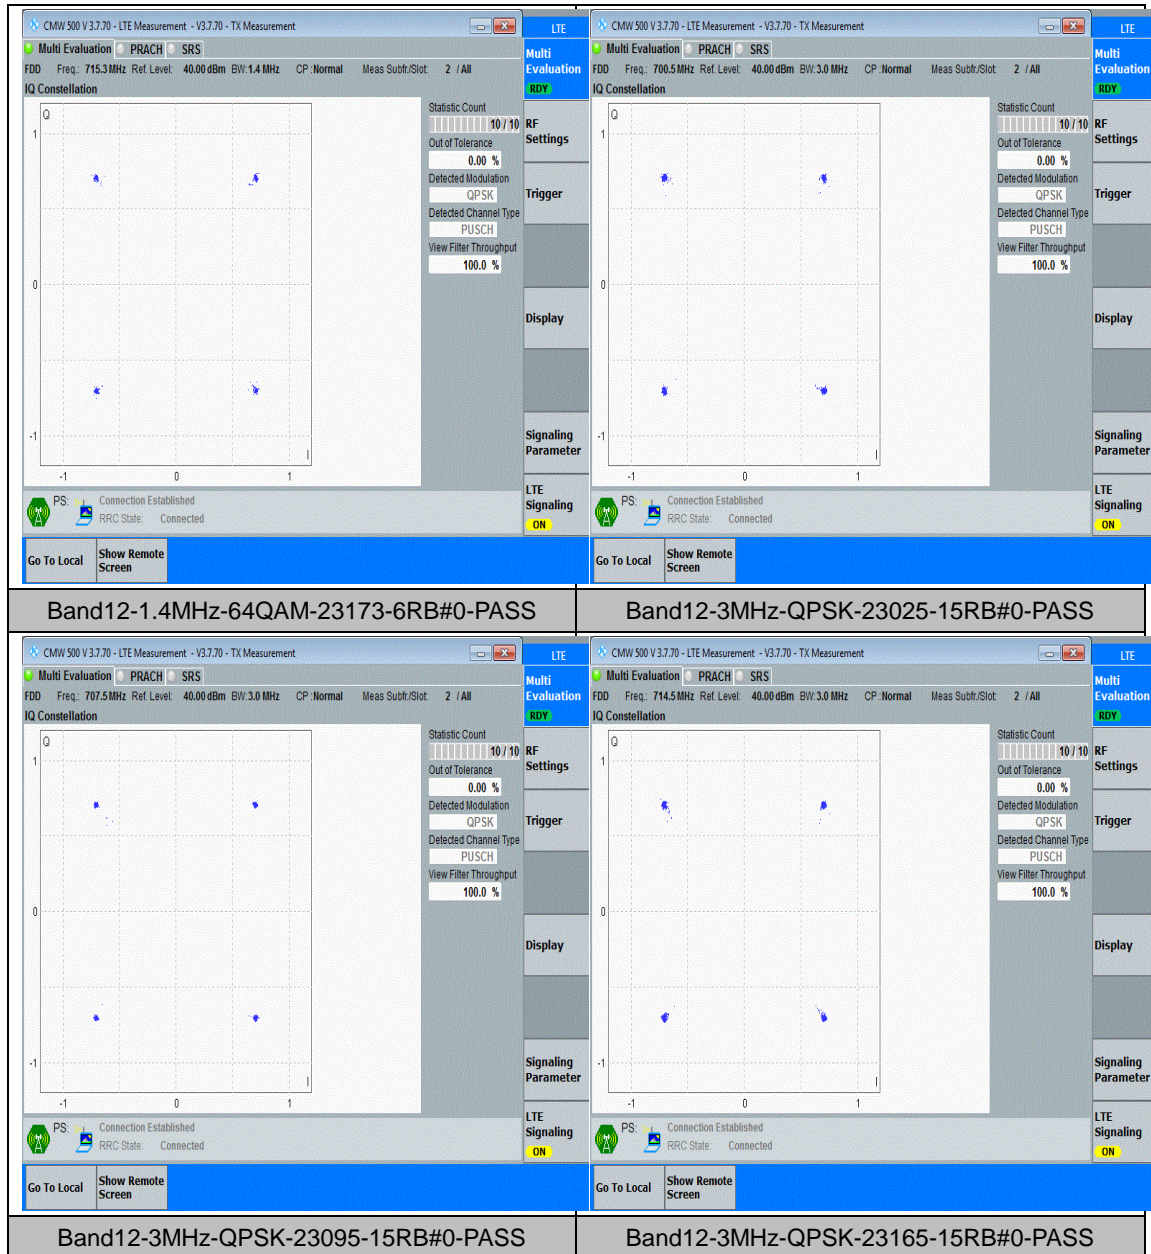 CMW 500 V 3.7.70 - LTE Measurement - V3.7.70 - TX Measurement
LTE
Multi Evaluation PRACH SRS
Multi Evaluation
RDY
FDD Freq.: 715.3 MHz Ref. Level: 40.00 dBm BW: 1.4 MHz CP : Normal Meas Subfr./Slot: 2 / All
IQ Constellation
Q
1
0
-1
I
-1 0 1
Statistic Count
10 / 10
Out of Tolerance
0.00 %
Detected Modulation
QPSK
Detected Channel Type
PUSCH
View Filter Throughput
100.0 %
RF Settings
Trigger
Display
Signaling Parameter
LTE Signaling
ON
PS: Connection Established
RRC State: Connected
Go To Local
Show Remote Screen
Band12-1.4MHz-64QAM-23173-6RB#0-PASS
CMW 500 V 3.7.70 - LTE Measurement - V3.7.70 - TX Measurement
LTE
Multi Evaluation PRACH SRS
Multi Evaluation
RDY
FDD Freq.: 700.5 MHz Ref. Level: 40.00 dBm BW: 3.0 MHz CP : Normal Meas Subfr./Slot: 2 / All
IQ Constellation
Q
1
0
-1
I
-1 0 1
Statistic Count
10 / 10
Out of Tolerance
0.00 %
Detected Modulation
QPSK
Detected Channel Type
PUSCH
View Filter Throughput
100.0 %
RF Settings
Trigger
Display
Signaling Parameter
LTE Signaling
ON
PS: Connection Established
RRC State: Connected
Go To Local
Show Remote Screen
Band12-3MHz-QPSK-23025-15RB#0-PASS
CMW 500 V 3.7.70 - LTE Measurement - V3.7.70 - TX Measurement
LTE
Multi Evaluation PRACH SRS
Multi Evaluation
RDY
FDD Freq.: 707.5 MHz Ref. Level: 40.00 dBm BW: 3.0 MHz CP : Normal Meas Subfr./Slot: 2 / All
IQ Constellation
Q
1
0
-1
I
-1 0 1
Statistic Count
10 / 10
Out of Tolerance
0.00 %
Detected Modulation
QPSK
Detected Channel Type
PUSCH
View Filter Throughput
100.0 %
RF Settings
Trigger
Display
Signaling Parameter
LTE Signaling
ON
PS: Connection Established
RRC State: Connected
Go To Local
Show Remote Screen
Band12-3MHz-QPSK-23095-15RB#0-PASS
CMW 500 V 3.7.70 - LTE Measurement - V3.7.70 - TX Measurement
LTE
Multi Evaluation PRACH SRS
Multi Evaluation
RDY
FDD Freq.: 714.5 MHz Ref. Level: 40.00 dBm BW: 3.0 MHz CP : Normal Meas Subfr./Slot: 2 / All
IQ Constellation
Q
1
0
-1
I
-1 0 1
Statistic Count
10 / 10
Out of Tolerance
0.00 %
Detected Modulation
QPSK
Detected Channel Type
PUSCH
View Filter Throughput
100.0 %
RF Settings
Trigger
Display
Signaling Parameter
LTE Signaling
ON
PS: Connection Established
RRC State: Connected
Go To Local
Show Remote Screen
Band12-3MHz-QPSK-23165-15RB#0-PASS